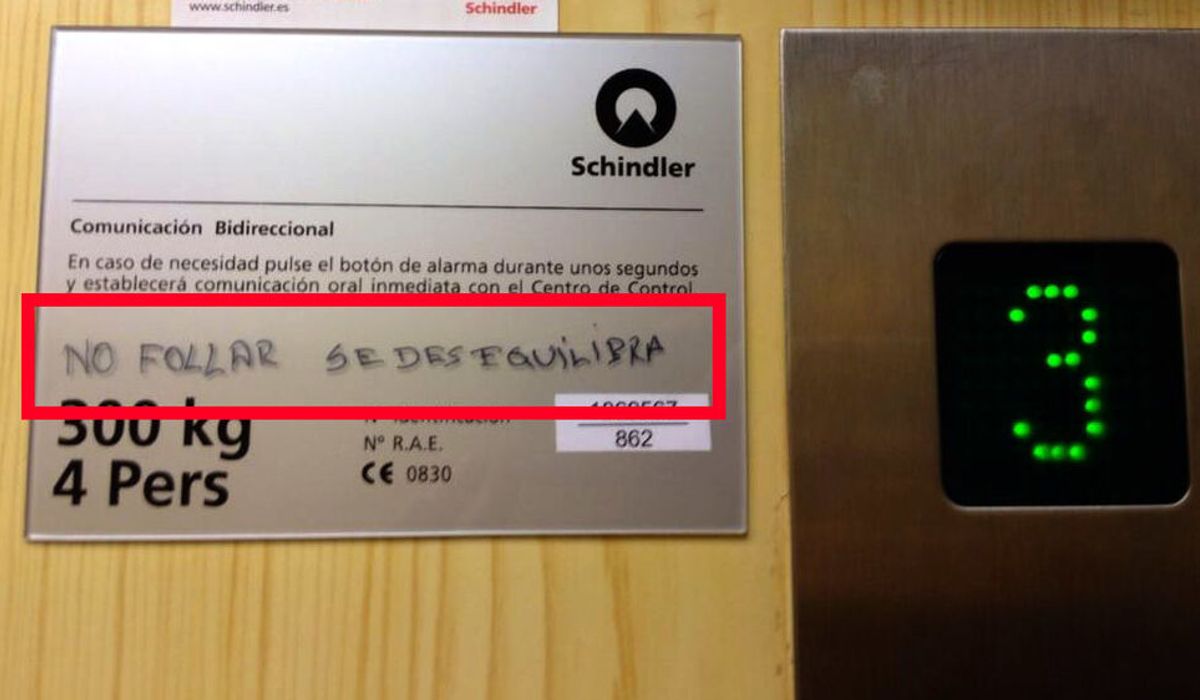 www.schindler.es
Schindler
Schindler
Comunicación Bidireccional
En caso de necesidad pulse el botón de alarma durante unos segundos
y establecerá comunicación oral inmediata con el Centro de Control.
NO FOLLAR SE DESEQUILIBRA
300 kg
4 Pers
Nº identificación
Nº R.A.E.
862
CE 0830
3